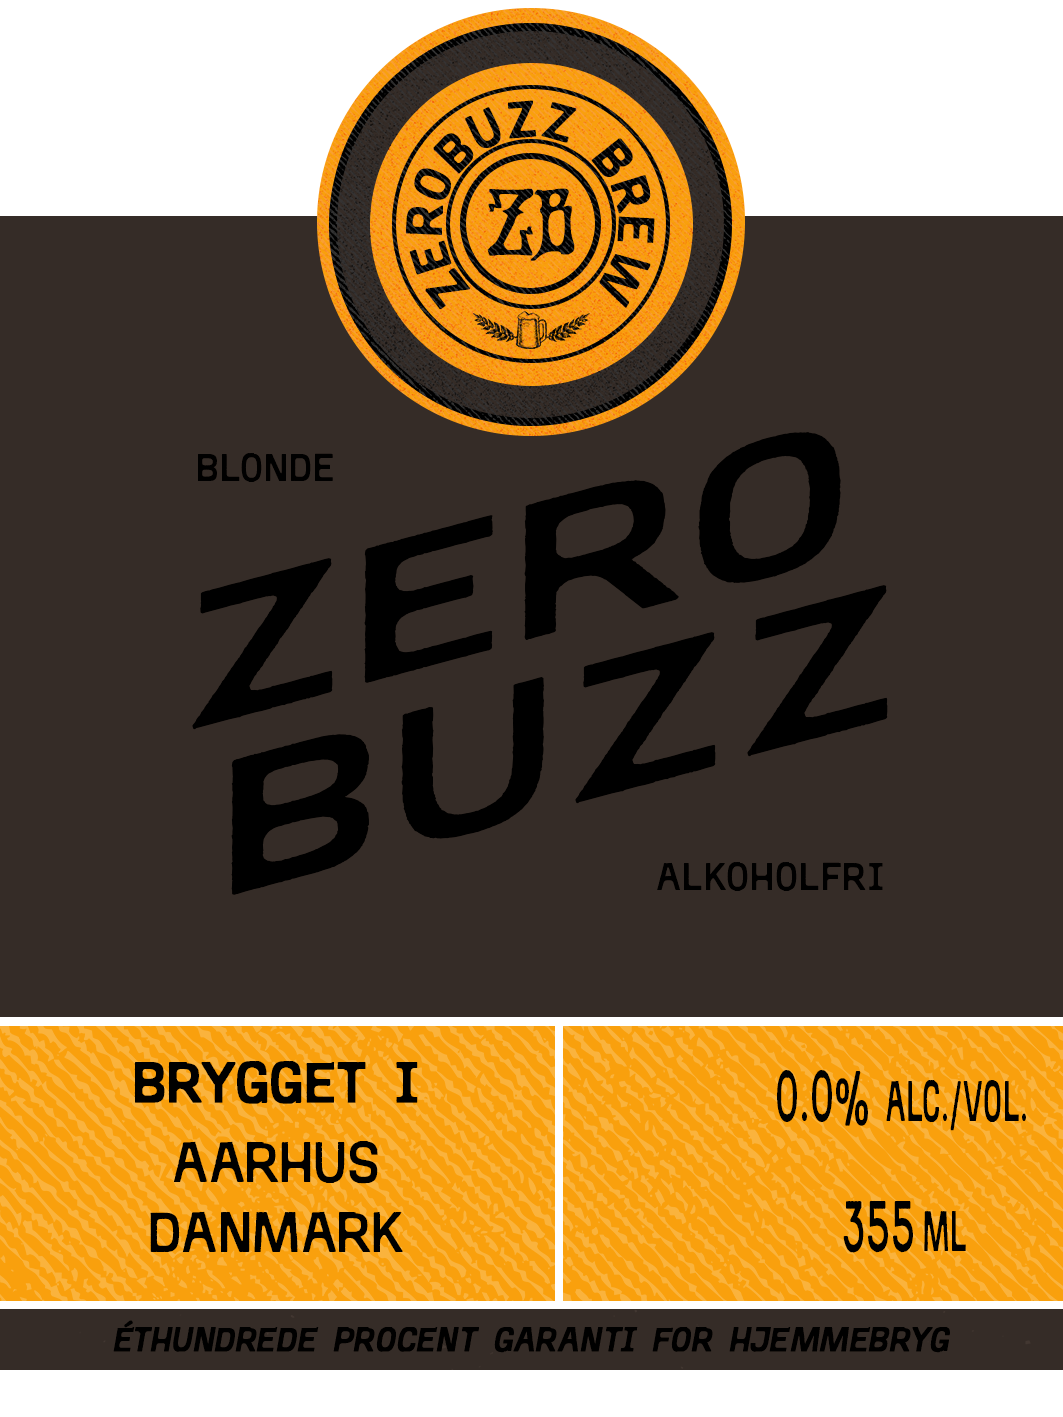 ZEROBUZZ BREW
ZB
BLONDE
ZERO
BUZZ
ALKOHOLFRI
BRYGGET I
AARHUS
DANMARK
0.0% ALC./VOL.
355 ML
ÉTHUNDREDE PROCENT GARANTI FOR HJEMMEBRYG